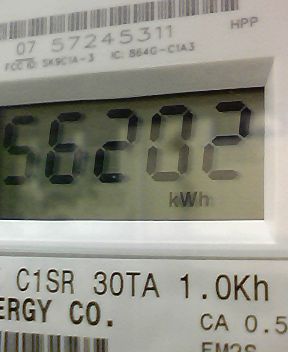 HPP
07 57245311
FCC ID: SK9C1A-3 IC: 864G-C1A3
56202
kWh
C1SR 30TA 1.0Kh
ERGY CO.
CA 0.5
EM2S